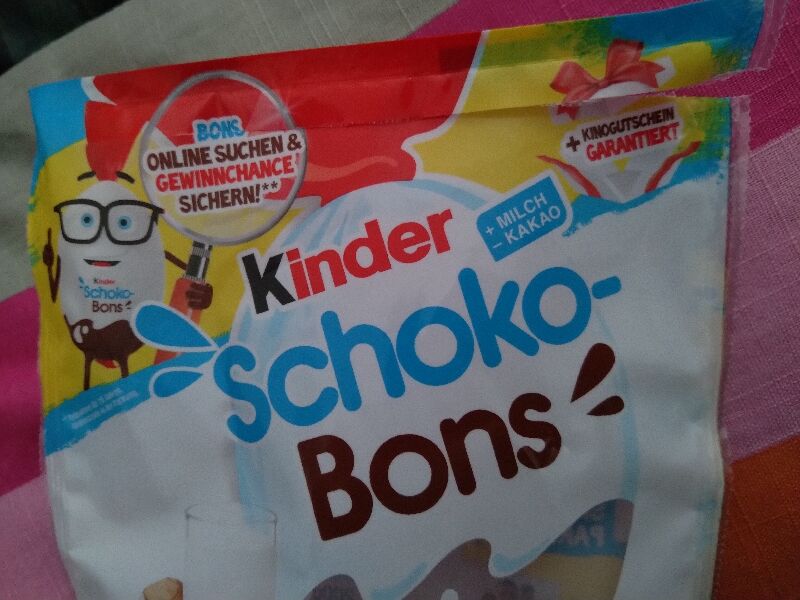 BONS
ONLINE SUCHEN &
GEWINNCHANCE
SICHERN!**
+ KINOGUTSCHEIN
GARANTIERT
+ MILCH
- KAKAO
Kinder
Schoko-
Bons
Kinder
Schoko-
Bons